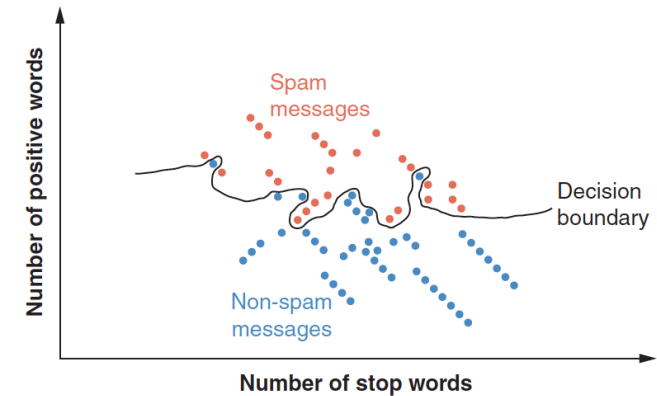 Spam
messages
Number of positive words
Decision
boundary
Non-spam
messages
Number of stop words